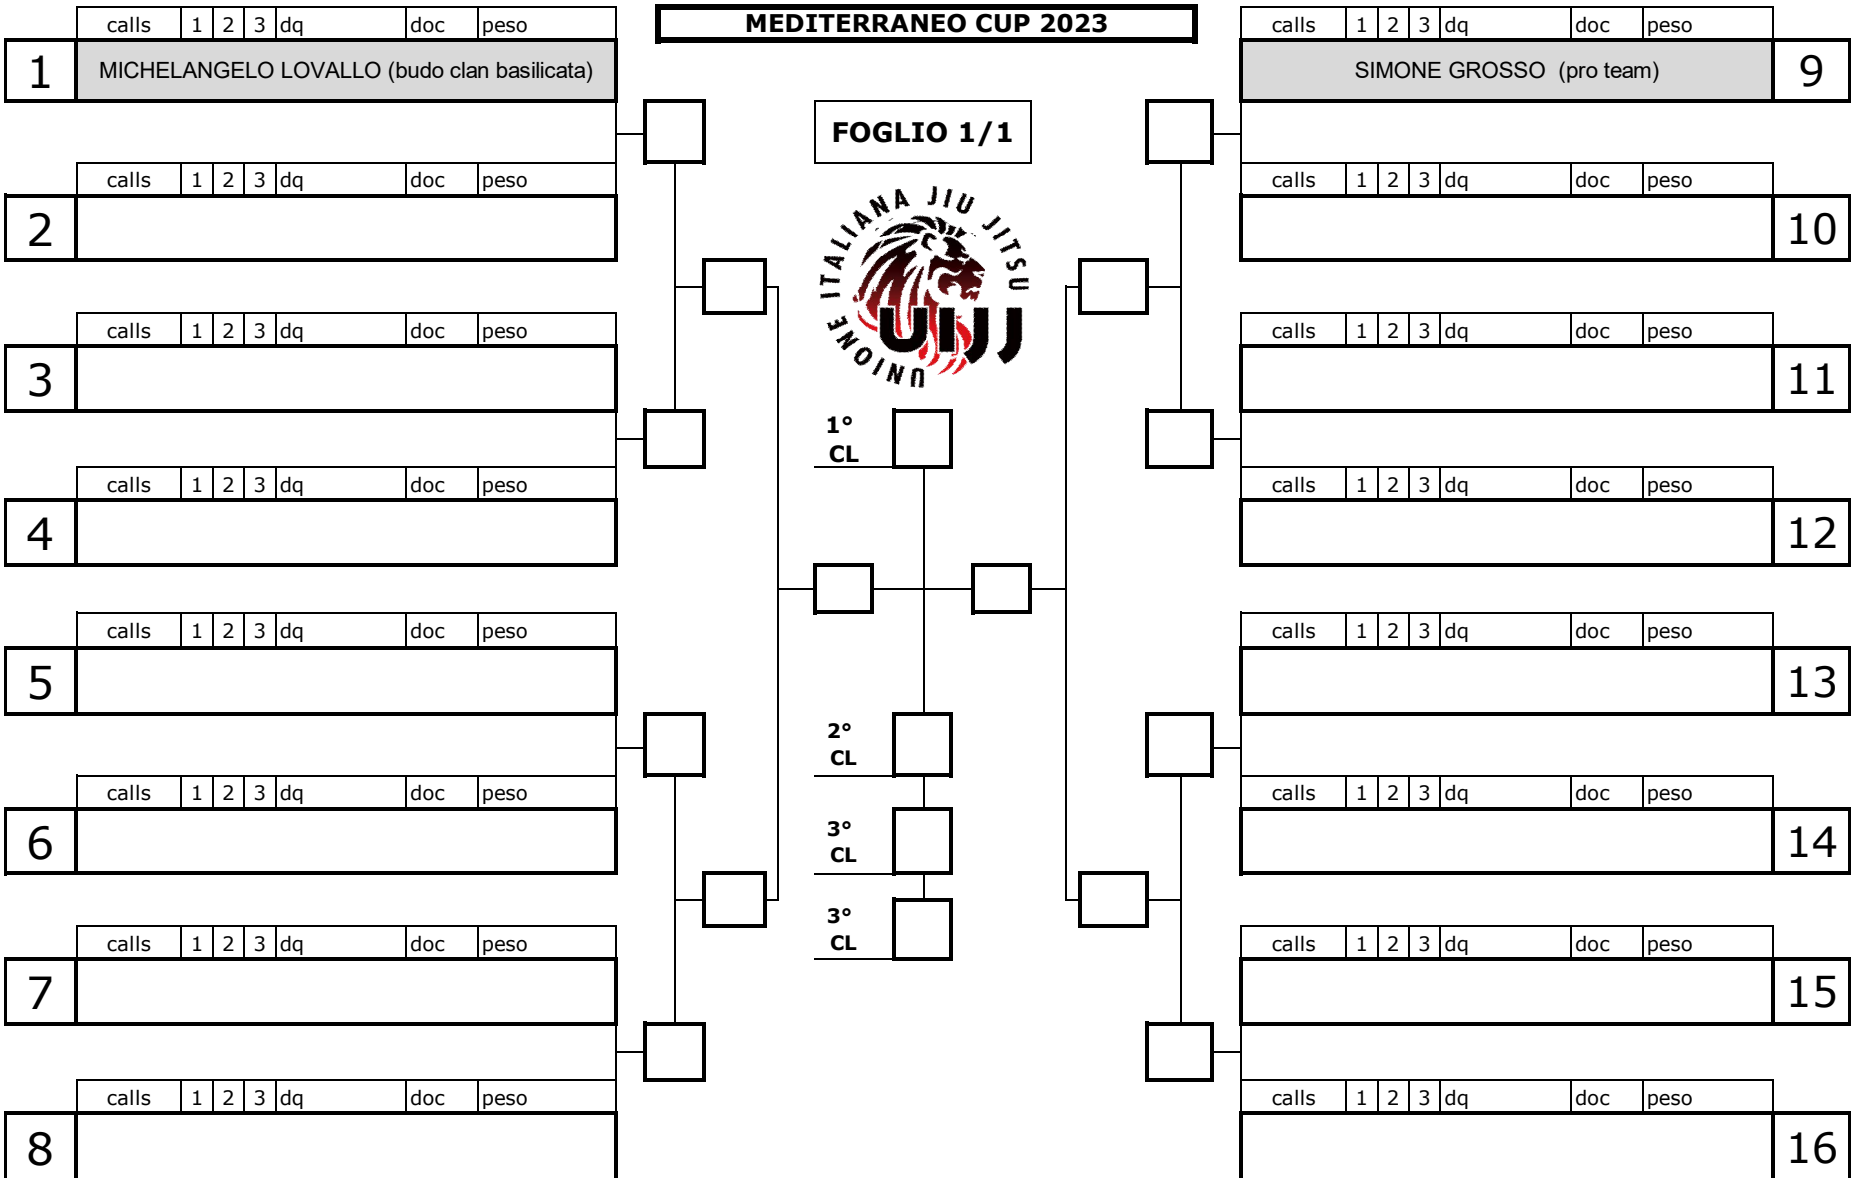 MEDITERRANEO CUP 2023
FOGLIO 1/1
UNIONE ITALIANA JIU JITSU
UIJJ
calls 1 2 3 dq doc peso
1 MICHELANGELO LOVALLO (budo clan basilicata)
calls 1 2 3 dq doc peso
2
calls 1 2 3 dq doc peso
3
calls 1 2 3 dq doc peso
4
calls 1 2 3 dq doc peso
5
calls 1 2 3 dq doc peso
6
calls 1 2 3 dq doc peso
7
calls 1 2 3 dq doc peso
8
1°
CL
2°
CL
3°
CL
3°
CL
calls 1 2 3 dq doc peso
SIMONE GROSSO (pro team) 9
calls 1 2 3 dq doc peso
10
calls 1 2 3 dq doc peso
11
calls 1 2 3 dq doc peso
12
calls 1 2 3 dq doc peso
13
calls 1 2 3 dq doc peso
14
calls 1 2 3 dq doc peso
15
calls 1 2 3 dq doc peso
16